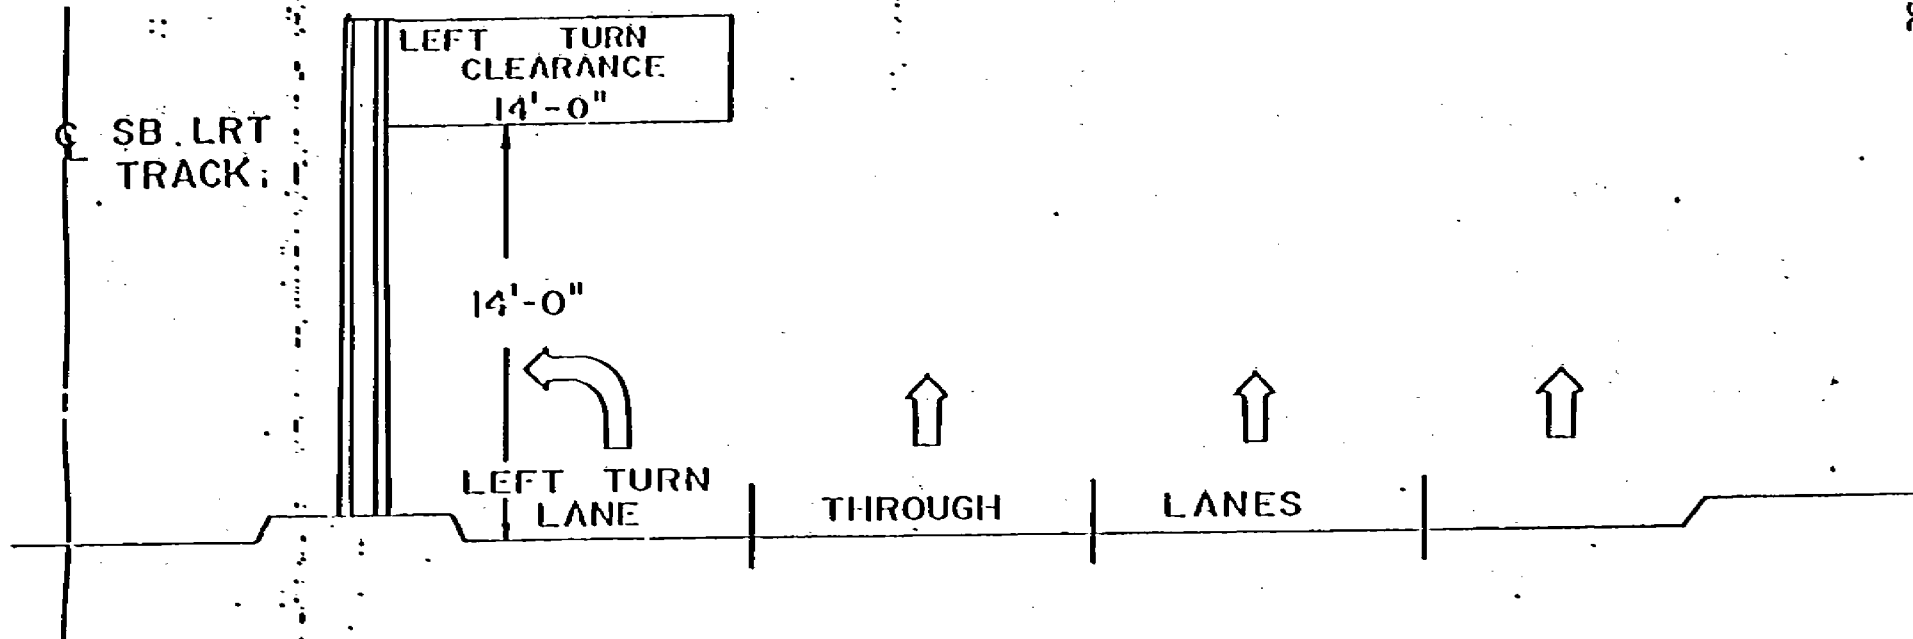 LEFT TURN
CLEARANCE
14'-0"
℄ SB. LRT
TRACK
14'-0"
LEFT TURN
LANE
THROUGH LANES